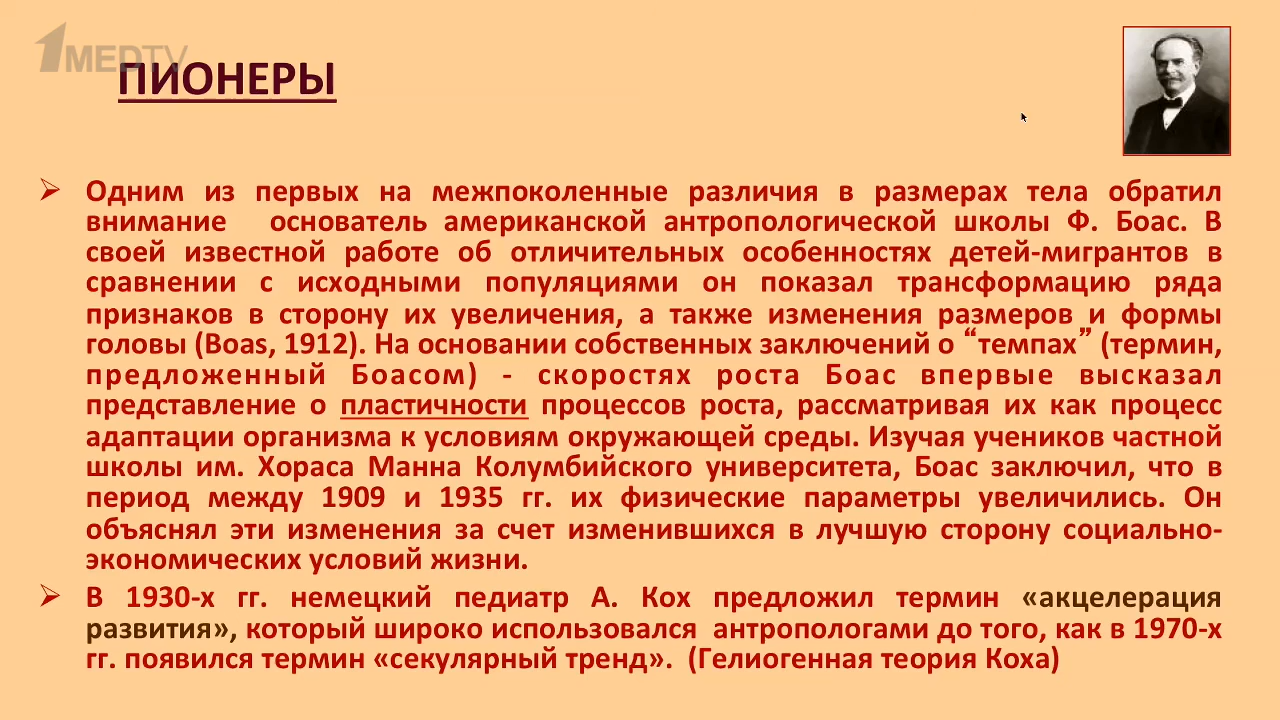 1MEDTV
ПИОНЕРЫ
Одним из первых на межпоколенные различия в размерах тела обратил
внимание основатель американской антропологической школы Ф. Боас. В
своей известной работе об отличительных особенностях детей-мигрантов в
сравнении с исходными популяциями он показал трансформацию ряда
признаков в сторону их увеличения, а также изменения размеров и формы
головы (Boas, 1912). На основании собственных заключений о “темпах” (термин,
предложенный Боасом) - скоростях роста Боас впервые высказал
представление о пластичности процессов роста, рассматривая их как процесс
адаптации организма к условиям окружающей среды. Изучая учеников частной
школы им. Хораса Манна Колумбийского университета, Боас заключил, что в
период между 1909 и 1935 гг. их физические параметры увеличились. Он
объяснял эти изменения за счет изменившихся в лучшую сторону социально-
экономических условий жизни.
В 1930-х гг. немецкий педиатр А. Кох предложил термин «акцелерация
развития», который широко использовался антропологами до того, как в 1970-х
гг. появился термин «секулярный тренд». (Гелиогенная теория Коха)